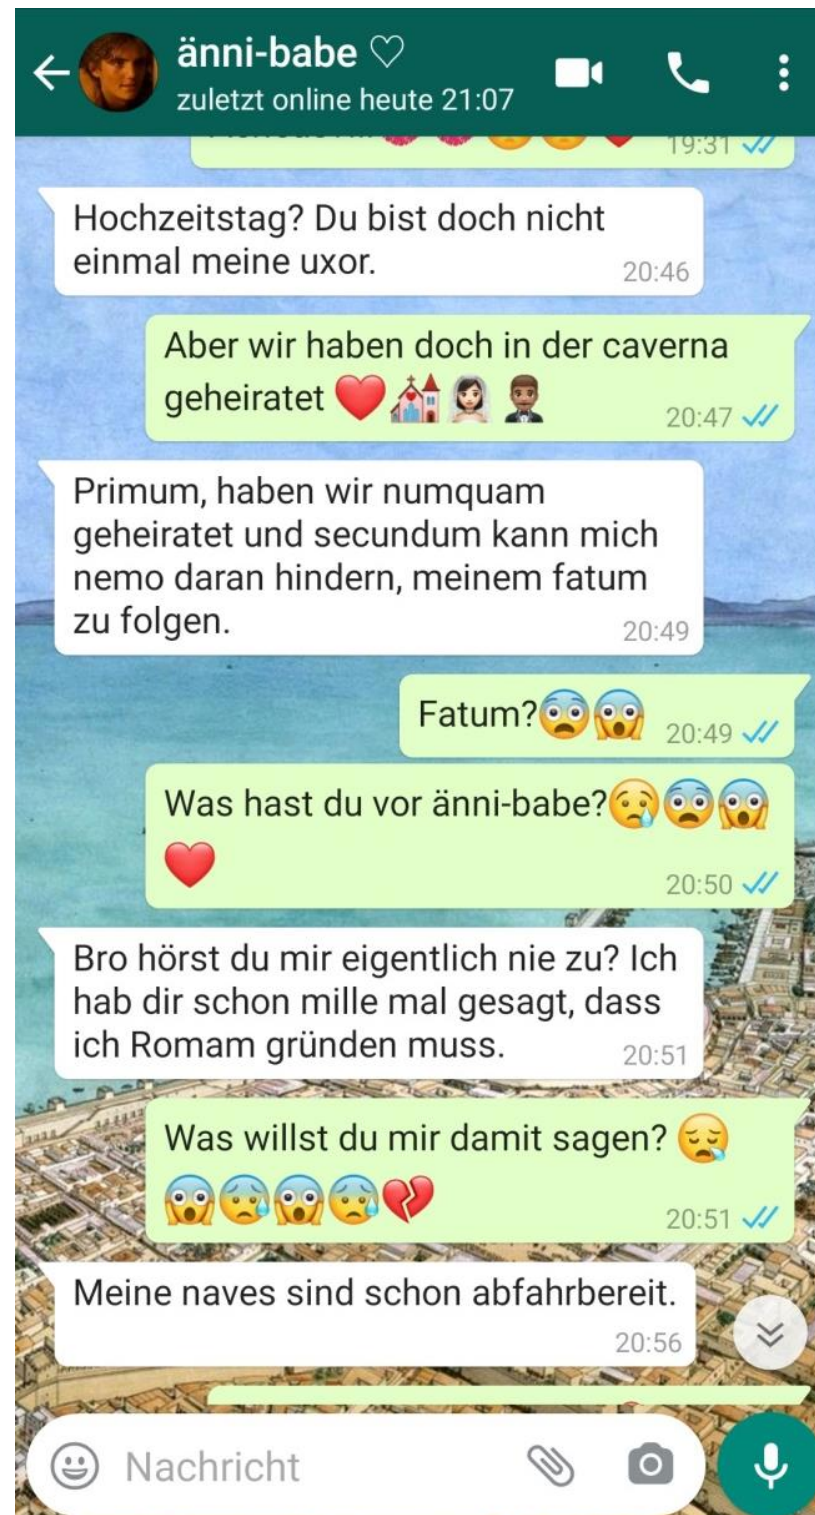 änni-babe ♡
zuletzt online heute 21:07
19:31
Hochzeitstag? Du bist doch nicht
einmal meine uxor.
20:46
Aber wir haben doch in der caverna
geheiratet ❤️💒👰🏻🤵🏾
20:47
Primum, haben wir numquam
geheiratet und secundum kann mich
nemo daran hindern, meinem fatum
zu folgen.
20:49
Fatum?😨😱
20:49
Was hast du vor änni-babe?😢😨😱
❤️
20:50
Bro hörst du mir eigentlich nie zu? Ich
hab dir schon mille mal gesagt, dass
ich Romam gründen muss.
20:51
Was willst du mir damit sagen? 😪
😱😰😱😰💔
20:51
Meine naves sind schon abfahrbereit.
20:56
Nachricht